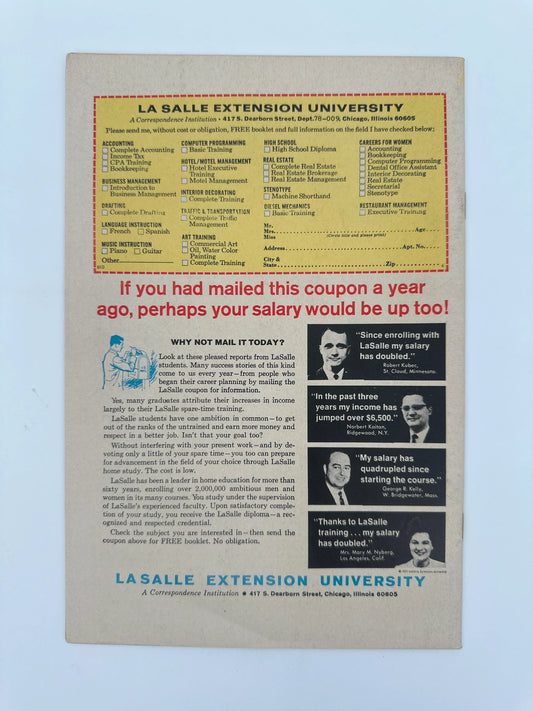 LA SALLE EXTENSION UNIVERSITY
A Correspondence Institution • 417 S. Dearborn Street, Dept. 78-009, Chicago, Illinois 60605
Please send me, without cost or obligation, FREE booklet and full information on the field I have checked below:
ACCOUNTING
Complete Accounting
Income Tax
CPA Training
Bookkeeping
BUSINESS MANAGEMENT
Introduction to
Business Management
DRAFTING
Complete Drafting
LANGUAGE INSTRUCTION
French Spanish
MUSIC INSTRUCTION
Piano Guitar
Other
COMPUTER PROGRAMMING
Basic Training
HOTEL/MOTEL MANAGEMENT
Hotel Executive
Training
Motel Management
INTERIOR DECORATING
Complete Training
TRAFFIC & TRANSPORTATION
Complete Traffic
Management
ART TRAINING
Commercial Art
Oil, Water Color
Painting
Complete Training
HIGH SCHOOL
High School Diploma
REAL ESTATE
Complete Real Estate
Real Estate Brokerage
Real Estate Management
STENOTYPE
Machine Shorthand
DIESEL MECHANICS
Basic Training
CAREERS FOR WOMEN
Accounting
Bookkeeping
Computer Programming
Dental Office Assistant
Interior Decorating
Real Estate
Secretarial
Stenotype
RESTAURANT MANAGEMENT
Executive Training
Mr.
Mrs. Age
Miss (Circle title and please print)
Address Apt. No.
City &
State Zip
If you had mailed this coupon a year
ago, perhaps your salary would be up too!
WHY NOT MAIL IT TODAY?
Look at these pleased reports from LaSalle
students. Many success stories of this kind
come to us every year—from people who
began their career planning by mailing the
LaSalle coupon for information.
Yes, many graduates attribute their increases in income
largely to their LaSalle spare-time training.
LaSalle students have one ambition in common—to get
out of the ranks of the untrained and earn more money and
respect in a better job. Isn't that your goal too?
Without interfering with your present work—and by de-
voting only a little of your spare time—you too can prepare
for advancement in the field of your choice through LaSalle
home study. The cost is low.
LaSalle has been a leader in home education for more than
sixty years, enrolling over 2,000,000 ambitious men and
women in its many courses. You study under the supervision
of LaSalle's experienced faculty. Upon satisfactory comple-
tion of your study, you receive the LaSalle diploma—a rec-
ognized and respected credential.
Check the subject you are interested in—then send the
coupon above for FREE booklet. No obligation.
"Since enrolling with
LaSalle my salary
has doubled."
Robert Kubec,
St. Cloud, Minnesota.
"In the past three
years my income has
jumped over $6,500."
Norbert Kaitan,
Ridgewood, N.Y.
"My salary has
quadrupled since
starting the course."
George R. Kelly,
W. Bridgewater, Mass.
"Thanks to LaSalle
training . . . my salary
has doubled."
Mrs. Mary M. Nyberg,
Los Angeles, Calif.
LA SALLE EXTENSION UNIVERSITY
A Correspondence Institution • 417 S. Dearborn Street, Chicago, Illinois 60605